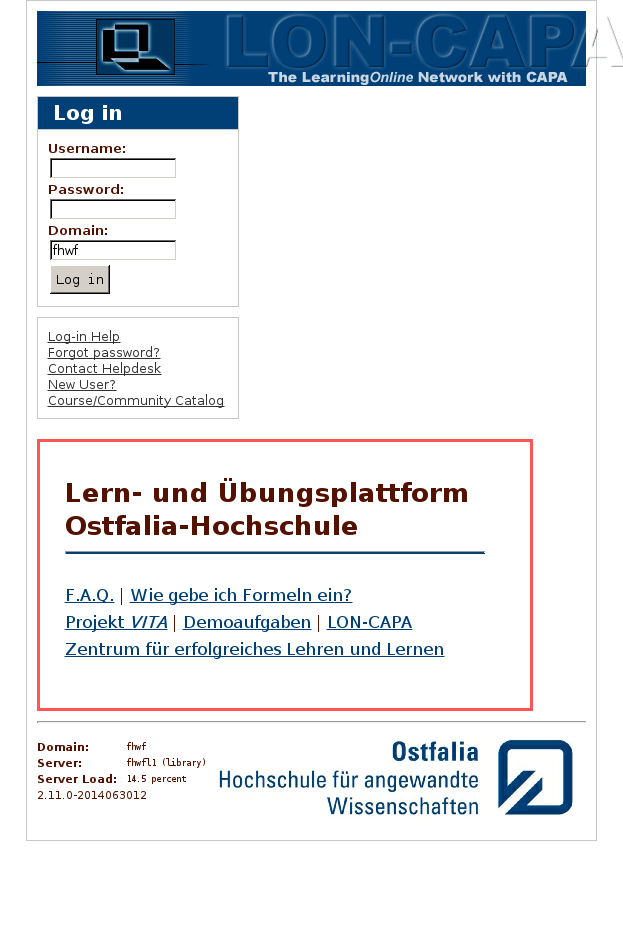 LON-CAPA
The LearningOnline Network with CAPA
Log in
Username:
Password:
Domain:
fhwf
Log in
Log-in Help
Forgot password?
Contact Helpdesk
New User?
Course/Community Catalog
Lern- und Übungsplattform
Ostfalia-Hochschule
F.A.Q. | Wie gebe ich Formeln ein?
Projekt VITA | Demoaufgaben | LON-CAPA
Zentrum für erfolgreiches Lehren und Lernen
Domain: fhwf
Server: fhwfl1 (library)
Server Load: 14.5 percent
2.11.0-2014063012
Ostfalia
Hochschule für angewandte
Wissenschaften